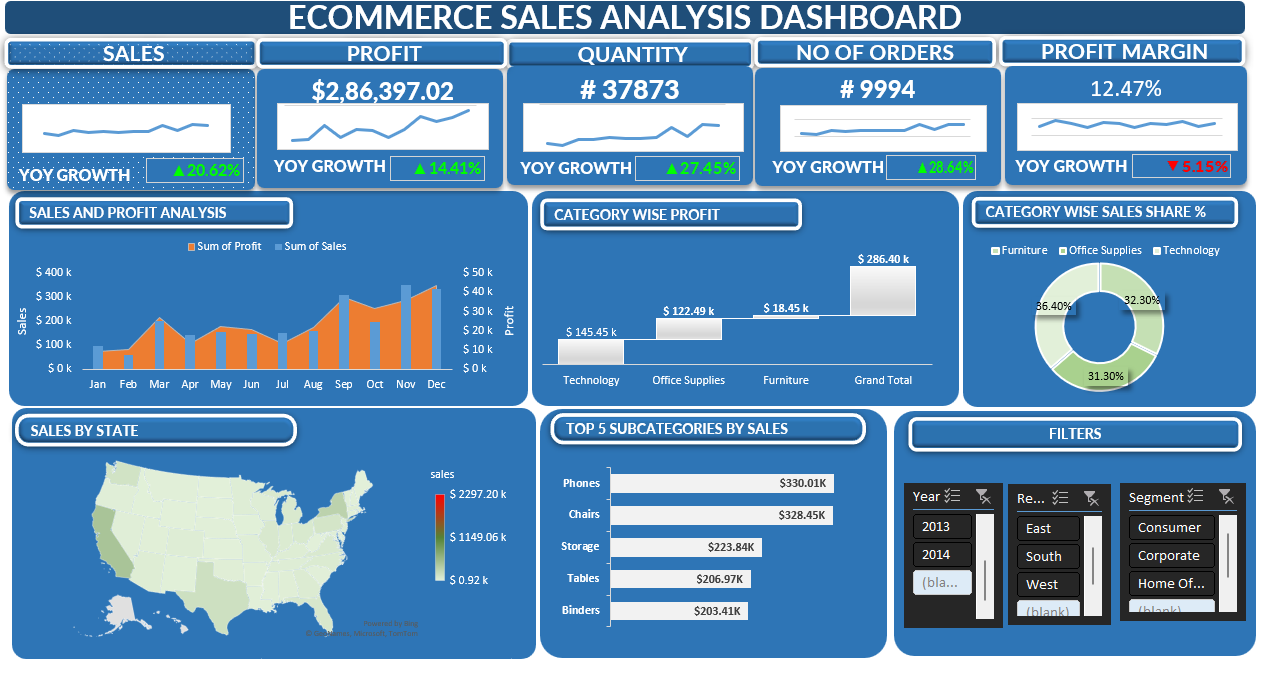 ECOMMERCE SALES ANALYSIS DASHBOARD
SALES
PROFIT
QUANTITY
NO OF ORDERS
PROFIT MARGIN
$2,86,397.02
# 37873
# 9994
12.47%
YOY GROWTH ▲20.62%
YOY GROWTH ▲14.41%
YOY GROWTH ▲27.45%
YOY GROWTH ▲28.64%
YOY GROWTH ▼5.15%
SALES AND PROFIT ANALYSIS
Sum of Profit Sum of Sales
$ 400 k
$ 300 k
$ 200 k
$ 100 k
$ 0 k
Sales
$ 50 k
$ 40 k
$ 30 k
$ 20 k
$ 10 k
$ 0 k
Profit
Jan Feb Mar Apr May Jun Jul Aug Sep Oct Nov Dec
CATEGORY WISE PROFIT
$ 145.45 k
$ 122.49 k
$ 18.45 k
$ 286.40 k
Technology Office Supplies Furniture Grand Total
CATEGORY WISE SALES SHARE %
Furniture Office Supplies Technology
36.40%
32.30%
31.30%
SALES BY STATE
sales
$ 2297.20 k
$ 1149.06 k
$ 0.92 k
Powered by Bing
© GeoNames, Microsoft, TomTom
TOP 5 SUBCATEGORIES BY SALES
Phones $330.01K
Chairs $328.45K
Storage $223.84K
Tables $206.97K
Binders $203.41K
FILTERS
Year
2013
2014
(bla...
Re...
East
South
West
(blank)
Segment
Consumer
Corporate
Home Of...
(blank)